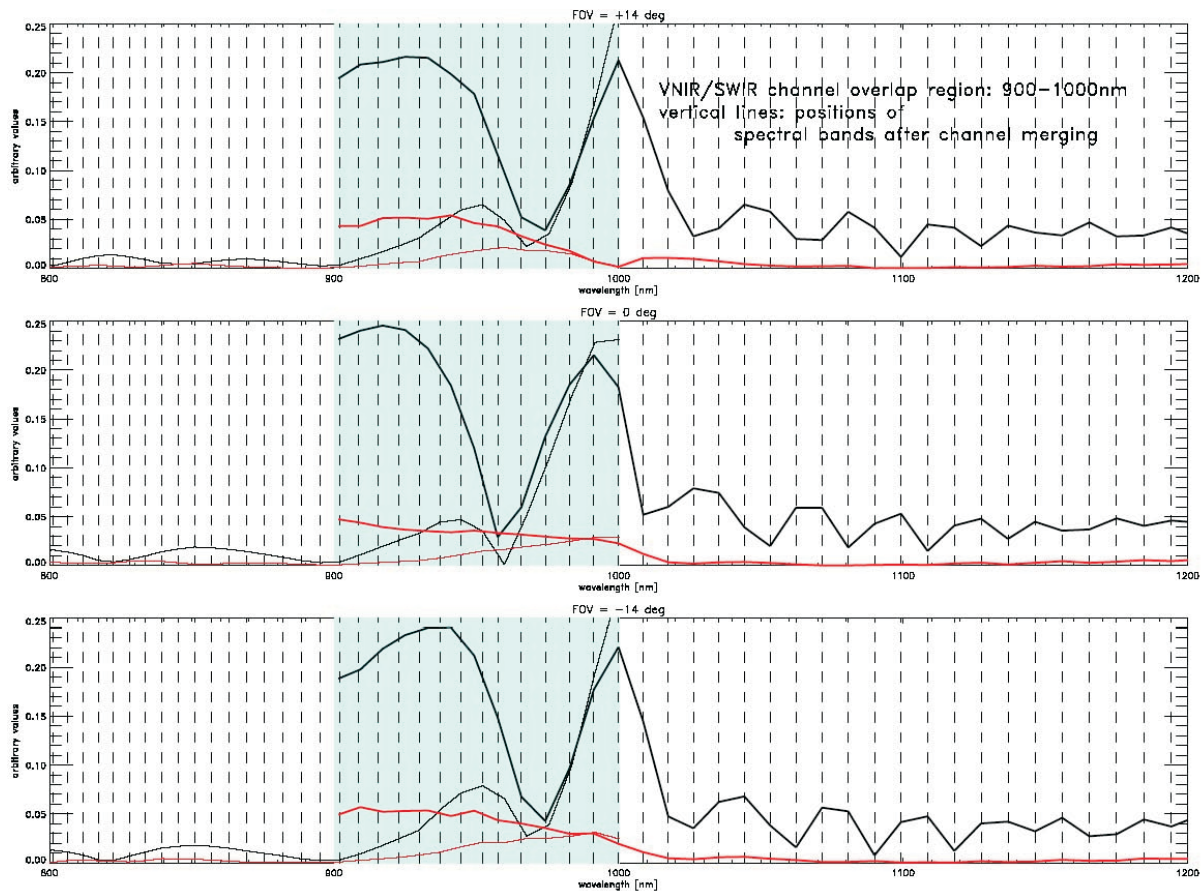 FOV = +14 deg
0.25
0.20
0.15
0.10
0.05
0.00
arbitrary values
VNIR/SWIR channel overlap region: 900-1000nm
vertical lines: positions of
spectral bands after channel merging
800
900
1000
1100
1200
wavelength [nm]
FOV = 0 deg
0.25
0.20
0.15
0.10
0.05
0.00
arbitrary values
800
900
1000
1100
1200
wavelength [nm]
FOV = -14 deg
0.25
0.20
0.15
0.10
0.05
0.00
arbitrary values
800
900
1000
1100
1200
wavelength [nm]